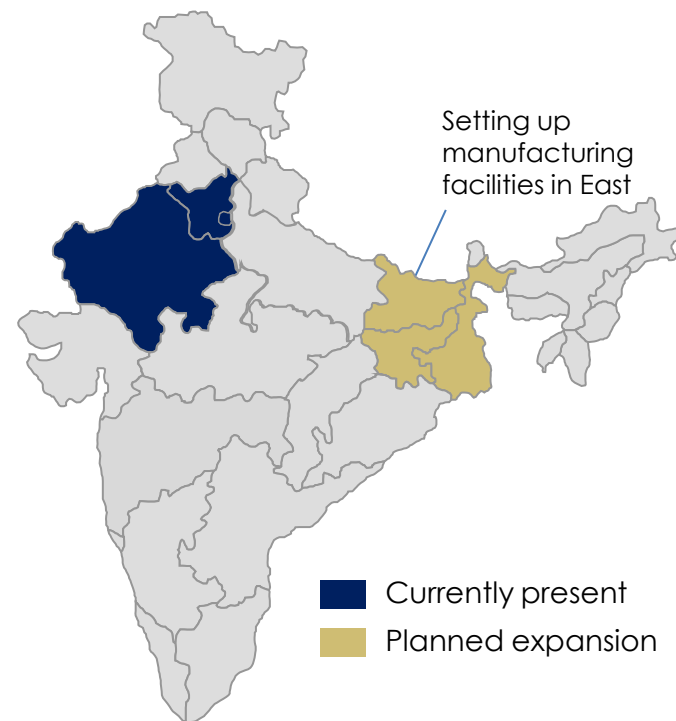 Setting up
manufacturing
facilities in East
Currently present
Planned expansion